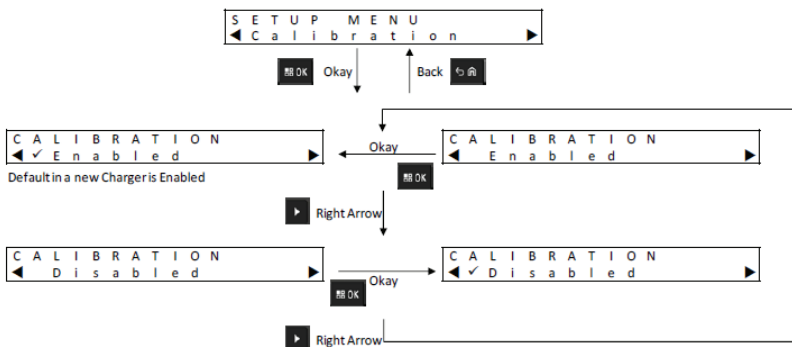 SETUP MENU
◀ Calibration ▶
OK Okay Back
CALIBRATION CALIBRATION
◀ ✓ Enabled ▶ Okay ◀ Enabled ▶
Default in a new Charger is Enabled OK
Right Arrow
CALIBRATION CALIBRATION
◀ Disabled ▶ Okay ◀ ✓ Disabled ▶
OK
Right Arrow